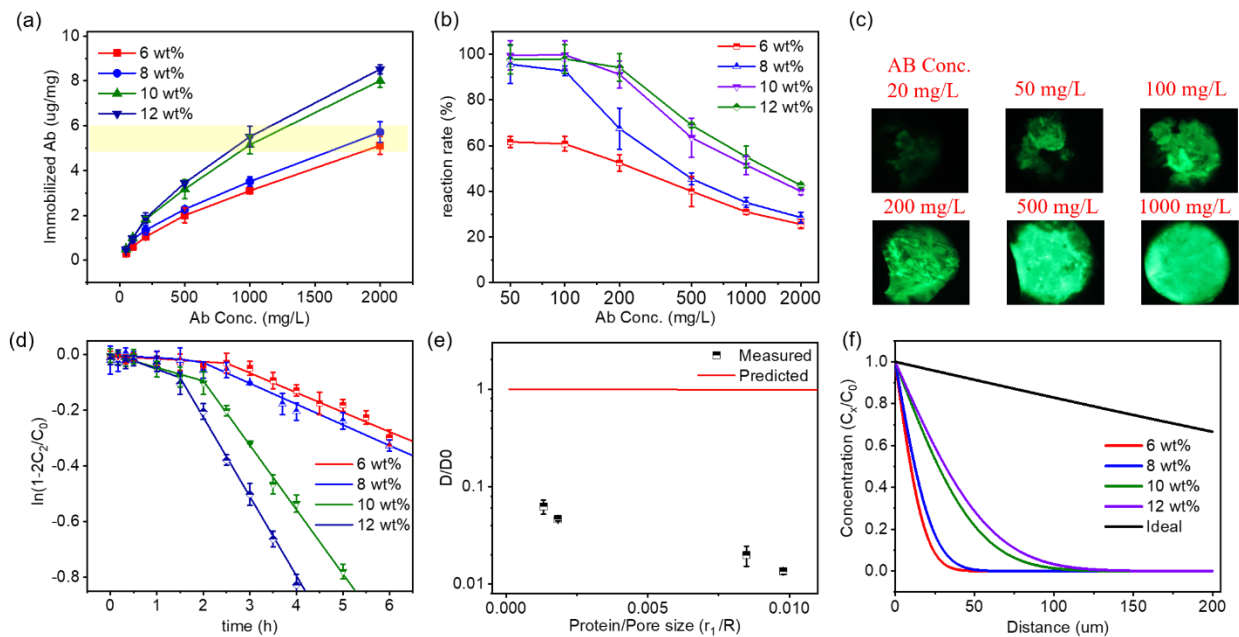 (a)
Immobilized Ab (ug/mg)
10
8
6
4
2
0
6 wt%
8 wt%
10 wt%
12 wt%
0
500
1000
1500
2000
Ab Conc. (mg/L)
(b)
reaction rate (%)
100
80
60
40
20
0
6 wt%
8 wt%
10 wt%
12 wt%
50
100
200
500
1000
2000
Ab Conc. (mg/L)
(c)
AB Conc.
20 mg/L
50 mg/L
100 mg/L
200 mg/L
500 mg/L
1000 mg/L
(d)
ln(1-2C2/C0)
0.0
-0.2
-0.4
-0.6
-0.8
6 wt%
8 wt%
10 wt%
12 wt%
0
1
2
3
4
5
6
time (h)
(e)
D/D0
1
0.1
0.01
Measured
Predicted
0.000
0.005
0.010
Protein/Pore size (r1/R)
(f)
Concentration (Cx/C0)
1.0
0.8
0.6
0.4
0.2
0.0
6 wt%
8 wt%
10 wt%
12 wt%
Ideal
0
50
100
150
200
Distance (um)